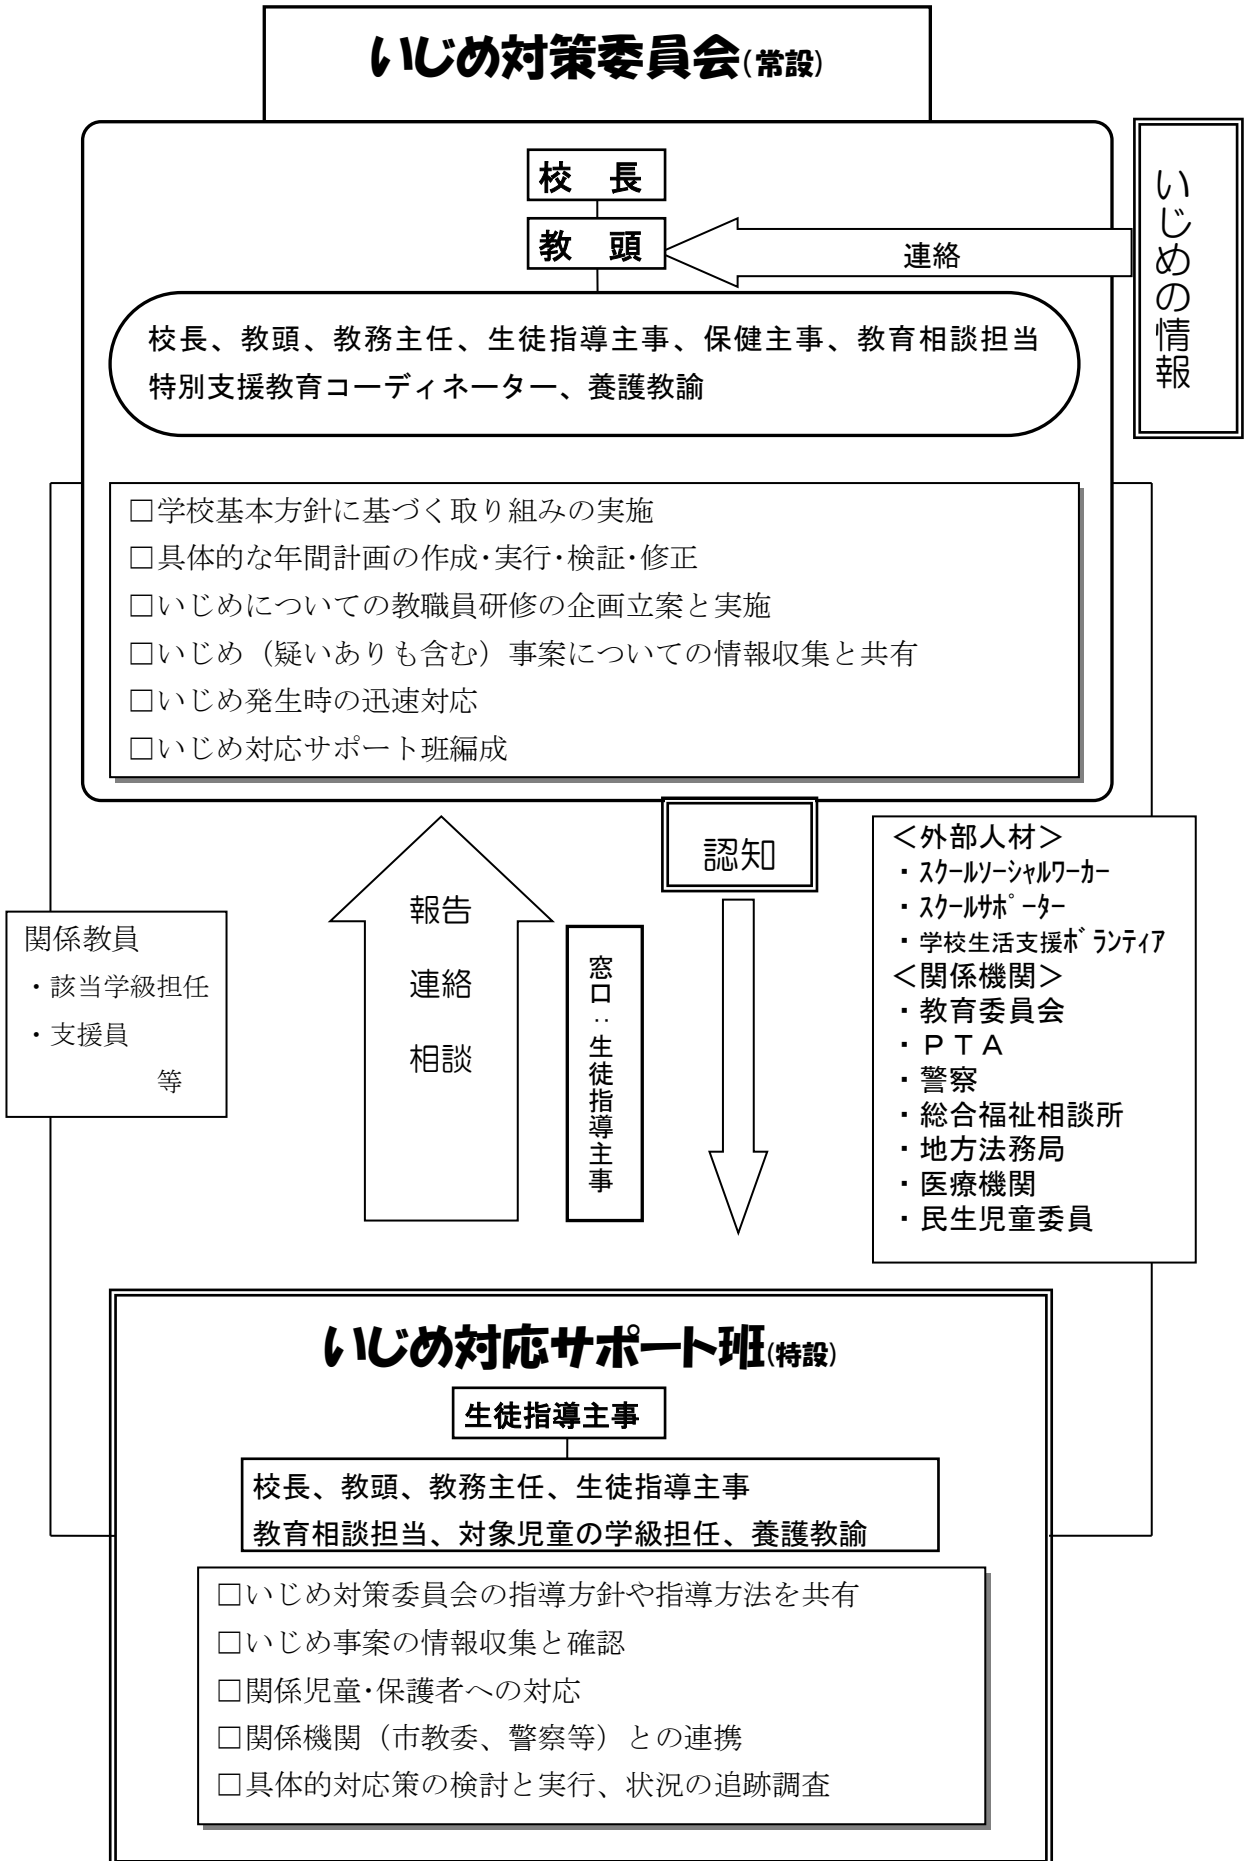 いじめ対策委員会(常設)
校　長
教　頭
連絡
いじめの情報
校長、教頭、教務主任、生徒指導主事、保健主事、教育相談担当
特別支援教育コーディネーター、養護教諭
□学校基本方針に基づく取り組みの実施
□具体的な年間計画の作成・実行・検証・修正
□いじめについての教職員研修の企画立案と実施
□いじめ（疑いありも含む）事案についての情報収集と共有
□いじめ発生時の迅速対応
□いじめ対応サポート班編成
関係教員
・該当学級担任
・支援員
等
報告
連絡
相談
窓口：生徒指導主事
認知
＜外部人材＞
・ｽｸｰﾙｿｰｼｬﾙﾜｰｶｰ
・ｽｸｰﾙｻﾎﾟｰﾀｰ
・学校生活支援ﾎﾞﾗﾝﾃｨｱ
＜関係機関＞
・教育委員会
・ＰＴＡ
・警察
・総合福祉相談所
・地方法務局
・医療機関
・民生児童委員
いじめ対応サポート班(特設)
生徒指導主事
校長、教頭、教務主任、生徒指導主事
教育相談担当、対象児童の学級担任、養護教諭
□いじめ対策委員会の指導方針や指導方法を共有
□いじめ事案の情報収集と確認
□関係児童・保護者への対応
□関係機関（市教委、警察等）との連携
□具体的対応策の検討と実行、状況の追跡調査